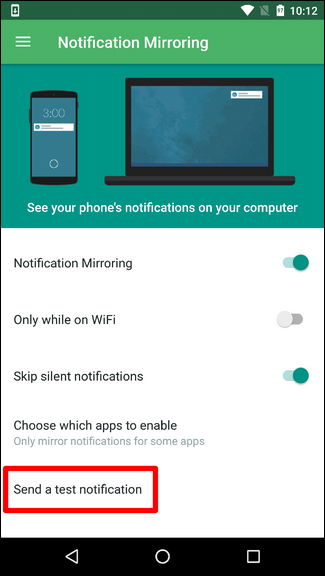 10:12
Notification Mirroring
3:00
See your phone's notifications on your computer
Notification Mirroring
Only while on WiFi
Skip silent notifications
Choose which apps to enable
Only mirror notifications for some apps
Send a test notification